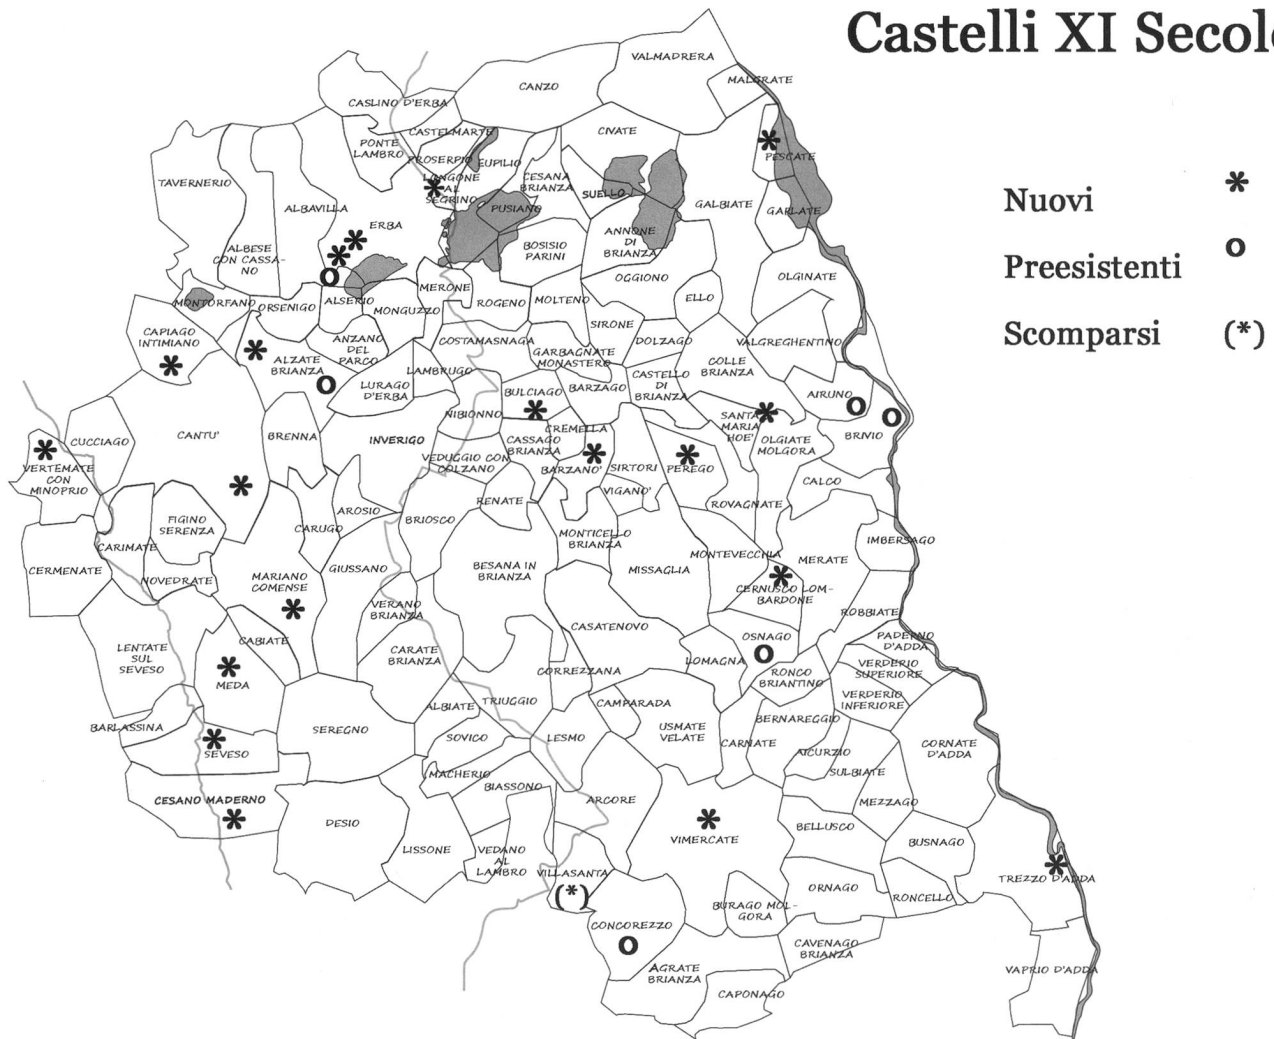 Castelli XI Secol
VALMADRERA
MALGRATE
CANZO
CASLINO D'ERBA
CASTELMARTE
CIVATE
PONTE
LAMBRO
PROSERPIO
EUPILIO
PESCATE
LONGONE
AL
SEGRINO
CESANA
BRIANZA
SUELLO
TAVERNERIO
ALBAVILLA
PUSIANO
GALBIATE
GARLATE
Nuovi *
ERBA
ANNONE
DI
BRIANZA
ALBESE
CON CASSA-
NO
BOSISIO
PARINI
Preesistenti o
OGGIONO
OLGINATE
MONTORFANO
ORSENIGO
ALSERIO
MONGUZZO
MERONE
ROGENO
MOLTENO
ELLO
SIRONE
Scomparsi (*)
CAPIAGO
INTIMIANO
ANZANO
DEL
PARCO
COSTAMASNAGA
DOLZAGO
VALGREGHENTINO
GARBAGNATE
MONASTERO
ALZATE
BRIANZA
COLLE
BRIANZA
LAMBRUGO
LURAGO
D'ERBA
BULCIAGO
BARZAGO
CASTELLO
DI
BRIANZA
AIRUNO
NIBIONNO
SANTA
MARIA
HOE'
CUCCIAGO
CANTU'
BRENNA
INVERIGO
CREMELLA
CASSAGO
BRIANZA
OLGIATE
MOLGORA
BRIVIO
VEDUGGIO CON
COLZANO
BARZANO'
SIRTORI
PEREGO
VERTEMATE
CON
MINOPRIO
CALCO
VIGANO'
RENATE
ROVAGNATE
AROSIO
BRIOSCO
FIGINO
SERENZA
CARUGO
MONTICELLO
BRIANZA
IMBERSAGO
CARIMATE
MONTEVECCHIA
MERATE
CERMENATE
NOVEDRATE
MARIANO
COMENSE
GIUSSANO
BESANA IN
BRIANZA
MISSAGLIA
CERNUSCO LOM-
BARDONE
VERANO
BRIANZA
ROBBIATE
CASATENOVO
OSNAGO
PADERNO
D'ADDA
LENTATE
SUL
SEVESO
CABIATE
CARATE
BRIANZA
LOMAGNA
VERDERIO
SUPERIORE
CORREZZANA
RONCO
BRIANTINO
MEDA
VERDERIO
INFERIORE
ALBIATE
TRIUGGIO
CAMPARADA
BARLASSINA
SEREGNO
USMATE
VELATE
BERNAREGGIO
SOVICO
LESMO
CARNATE
CORNATE
D'ADDA
SEVESO
AICURZIO
MACHERIO
SULBIATE
BIASSONO
CESANO MADERNO
ARCORE
MEZZAGO
DESIO
VIMERCATE
BELLUSCO
BUSNAGO
LISSONE
VEDANO
AL
LAMBRO
VILLASANTA
(*)
TREZZO D'ADDA
ORNAGO
RONCELLO
BURAGO MOL-
GORA
CONCOREZZO
CAVENAGO
BRIANZA
AGRATE
BRIANZA
VAPRIO D'ADDA
CAPONAGO